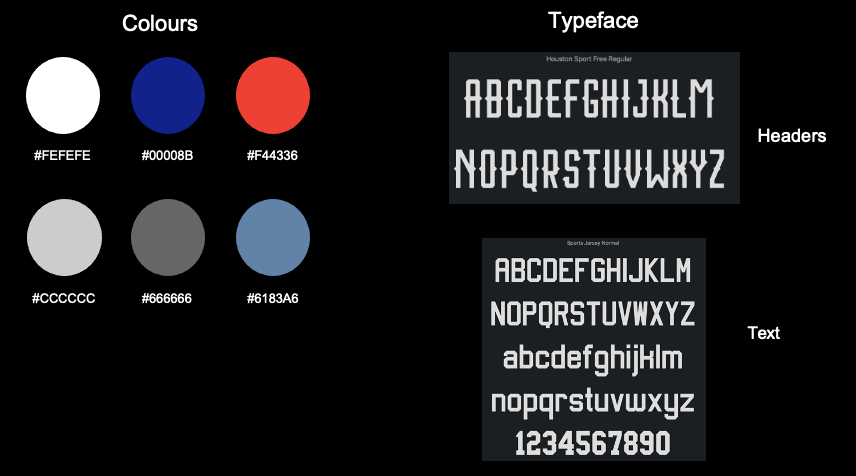 Colours
#FEFEFE
#00008B
#F44336
#CCCCCC
#666666
#6183A6
Typeface
Houston Sport Free Regular
ABCDEFGHIJKLM
NOPQRSTUVWXYZ
Headers
Sports Jersey Normal
ABCDEFGHIJKLM
NOPQRSTUVWXYZ
abcdefghijklm
nopqrstuvwxyz
1234567890
Text